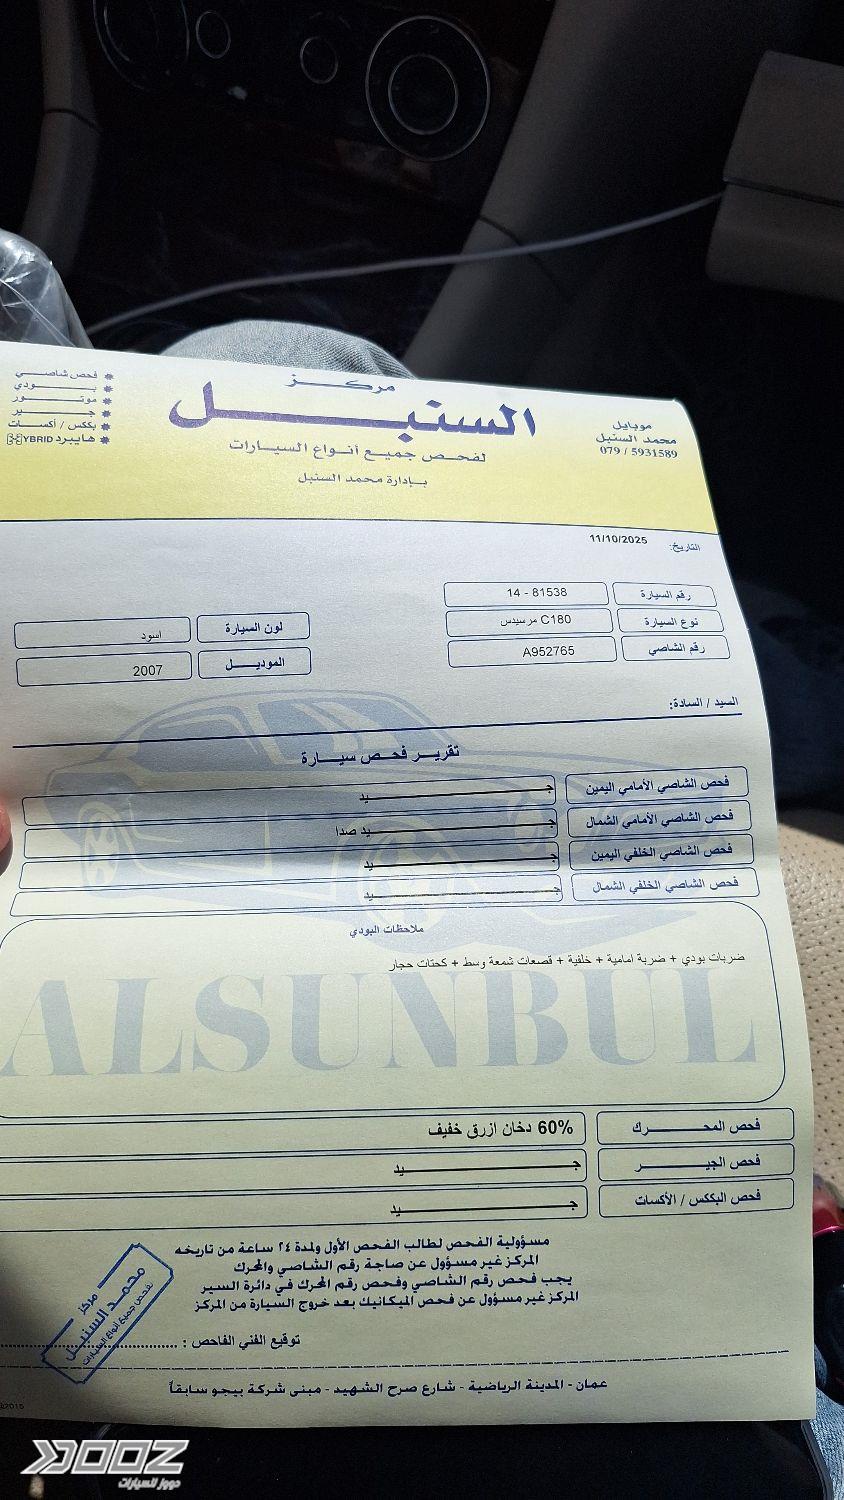 مركز
السنبل
لفحص جميع أنواع السيارات
بإدارة محمد السنبل
موبايل
محمد السنبل
079 / 5931589
* فحص شاصي
* بودي
* موتور
* جير
* بككس / أكسات
* هايبرد HYBRID
التاريخ: 11/10/2025
رقم السيارة 14 - 81538
نوع السيارة C180 مرسيدس
لون السيارة اسود
رقم الشاصي A952765
الموديل 2007
السيد / السادة:
تقرير فحص سيارة
فحص الشاصي الأمامي اليمين جيد
فحص الشاصي الأمامي الشمال جيد صدا
فحص الشاصي الخلفي اليمين جيد
فحص الشاصي الخلفي الشمال جيد
ملاحظات البودي
ضربات بودي + ضربة امامية + خلفية + قصعات شمعة وسط + كحتات حجار
ALSUNBUL
فحص المحرك 60% دخان ازرق خفيف
فحص الجير جيد
فحص البككس / الأكسات جيد
مسؤولية الفحص لطالب الفحص الأول ولمدة ٢٤ ساعة من تاريخه
المركز غير مسؤول عن صاجة رقم الشاصي والمحرك
يجب فحص رقم الشاصي وفحص رقم المحرك في دائرة السير
المركز غير مسؤول عن فحص الميكانيك بعد خروج السيارة من المركز
توقيع الفني الفاحص :
مركز
محمد السنبل
لفحص جميع أنواع السيارات
عمان - المدينة الرياضية - شارع صرح الشهيد - مبنى شركة بيجو سابقاً
DOOZ
دووز للسيارات